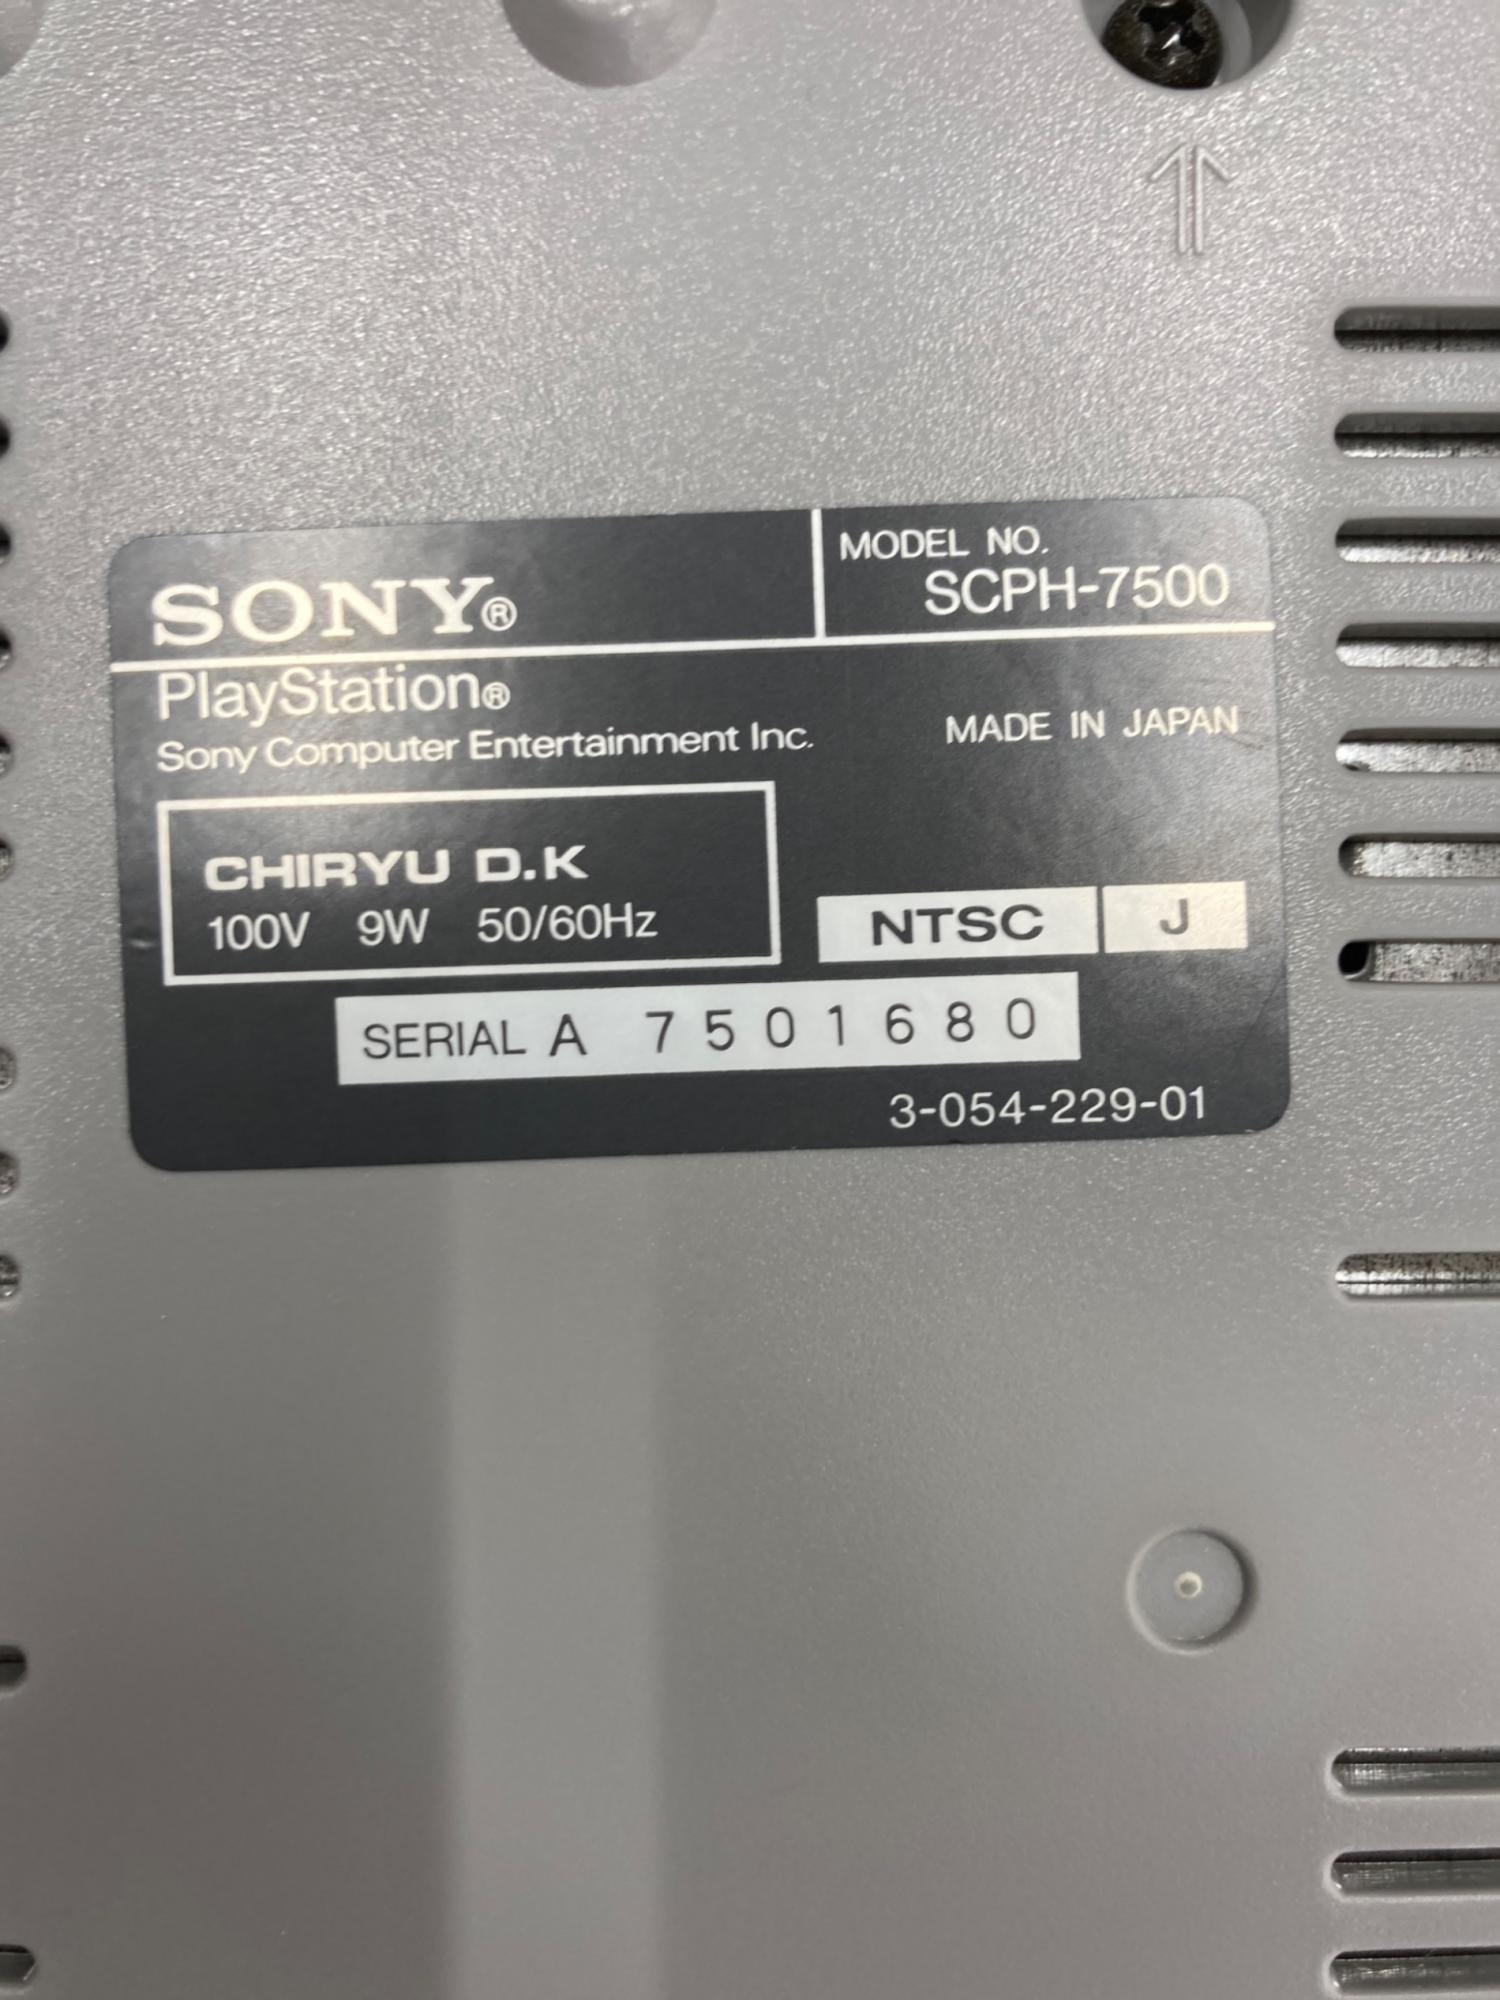 SONY®
MODEL NO.
SCPH-7500
PlayStation®
Sony Computer Entertainment Inc.
MADE IN JAPAN
CHIRYU D.K
100V 9W 50/60Hz
NTSC J
SERIAL A 7501680
3-054-229-01